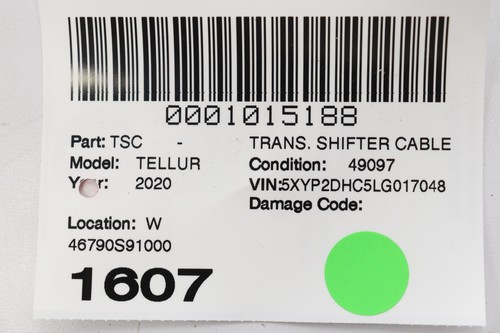 0001015188
Part: TSC - TRANS. SHIFTER CABLE
Model: TELLUR Condition: 49097
Year: 2020 VIN:5XYP2DHC5LG017048
Damage Code:
Location: W
46790S91000
1607